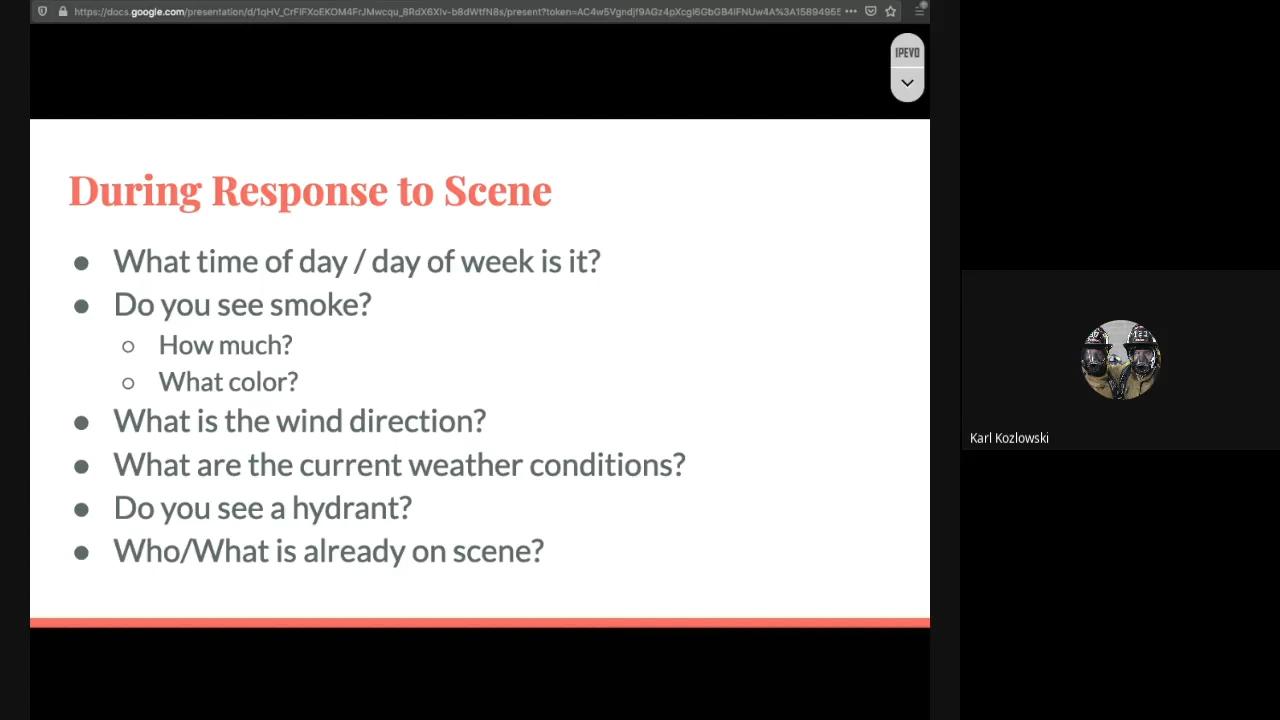 IPEVO
During Response to Scene
What time of day / day of week is it?
Do you see smoke?
How much?
What color?
What is the wind direction?
What are the current weather conditions?
Do you see a hydrant?
Who/What is already on scene?
Karl Kozlowski